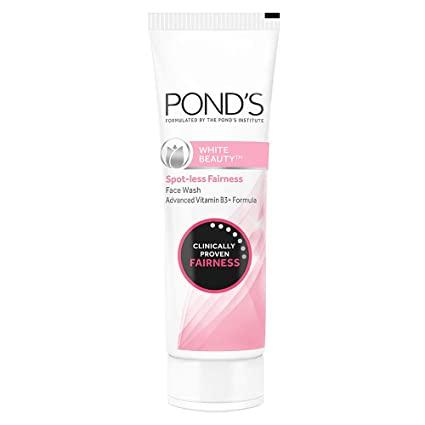 POND'S
FORMULATED BY THE POND'S INSTITUTE
WHITE
BEAUTY™
Spot-less Fairness
Face Wash
Advanced Vitamin B3+ Formula
CLINICALLY
PROVEN
FAIRNESS